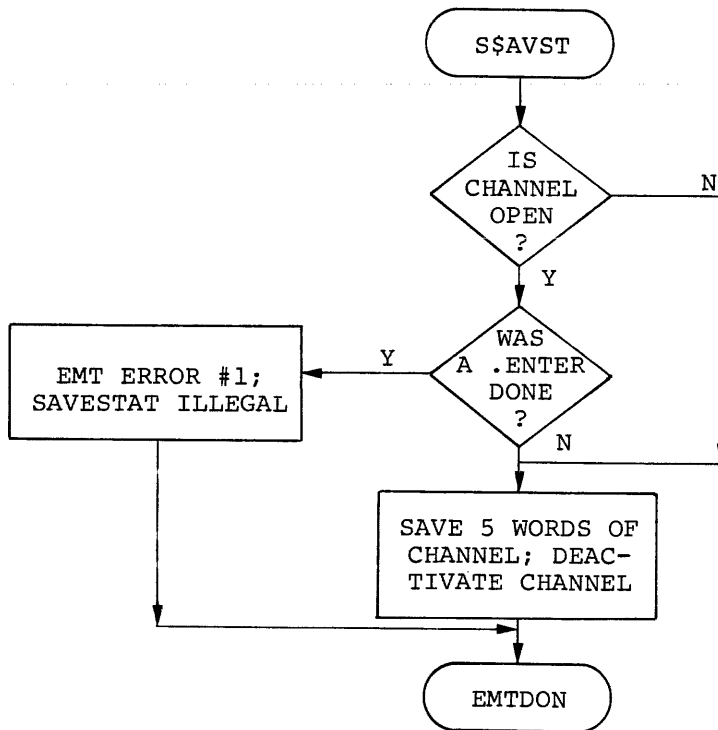 S$AVST
IS
CHANNEL
OPEN
?
N
Y
WAS
A .ENTER
DONE
?
Y
EMT ERROR #1;
SAVESTAT ILLEGAL
N
SAVE 5 WORDS OF
CHANNEL; DEAC-
TIVATE CHANNEL
EMTDON